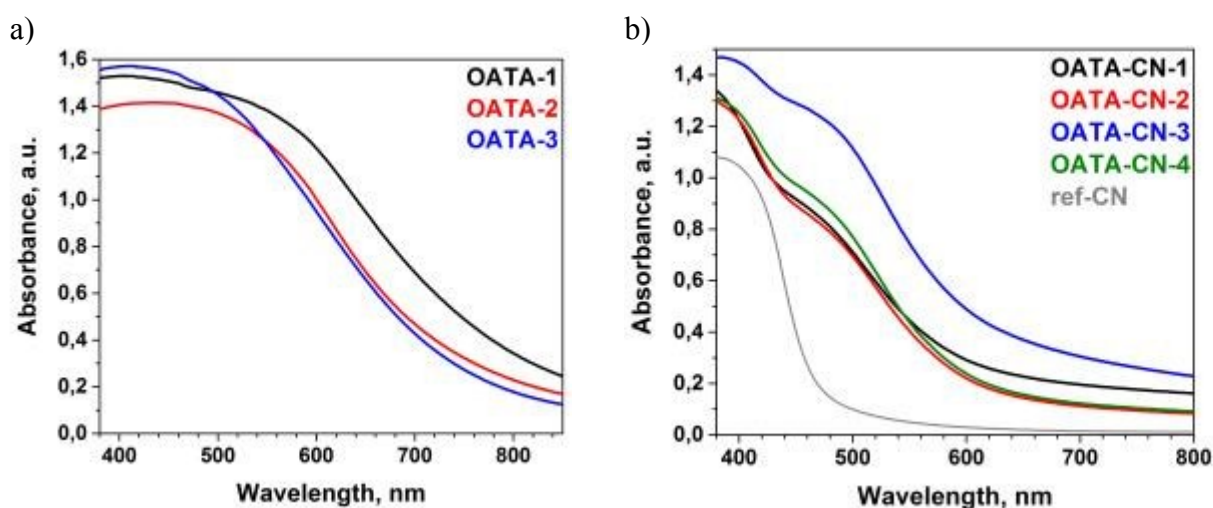 a)
1,6
1,4
1,2
1,0
0,8
0,6
0,4
0,2
0,0
Absorbance, a.u.
OATA-1
OATA-2
OATA-3
400 500 600 700 800
Wavelength, nm
b)
1,4
1,2
1,0
0,8
0,6
0,4
0,2
0,0
Absorbance, a.u.
OATA-CN-1
OATA-CN-2
OATA-CN-3
OATA-CN-4
ref-CN
400 500 600 700 800
Wavelength, nm